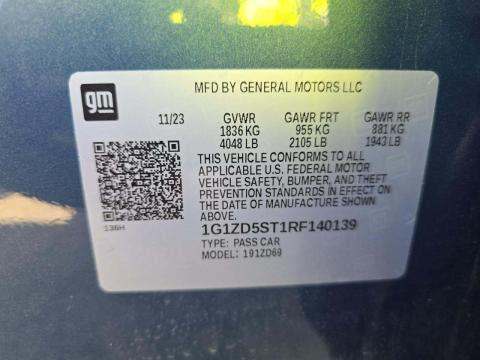 gm
MFD BY GENERAL MOTORS LLC
11/23 GVWR GAWR FRT GAWR RR
1836 KG 955 KG 881 KG
4048 LB 2105 LB 1943 LB
THIS VEHICLE CONFORMS TO ALL
APPLICABLE U.S. FEDERAL MOTOR
VEHICLE SAFETY, BUMPER, AND THEFT
PREVENTION STANDARDS IN EFFECT ON
THE DATE OF MANUFACTURE SHOWN
ABOVE.
136H
1G1ZD5ST1RF140139
TYPE: PASS CAR
MODEL: 191ZD69